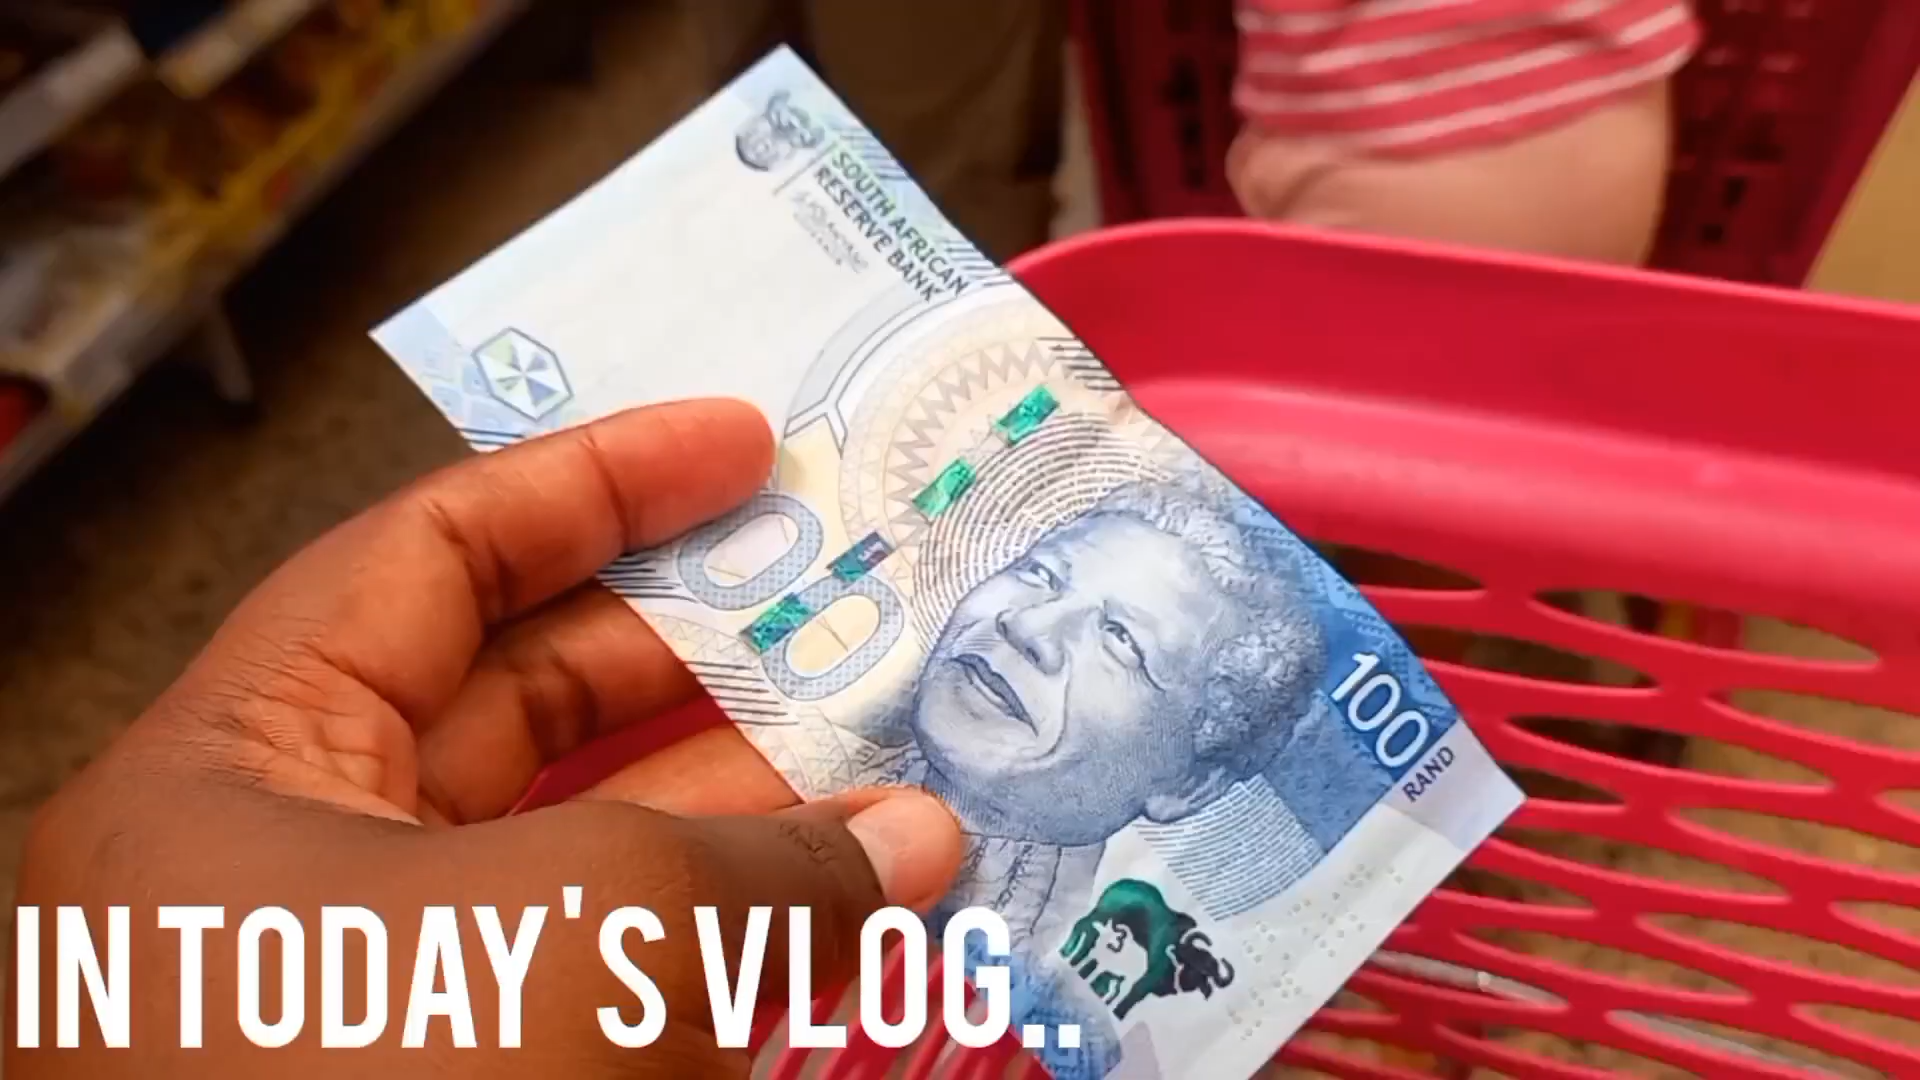 SOUTH AFRICAN
RESERVE BANK
100
RAND
IN TODAY'S VLOG..